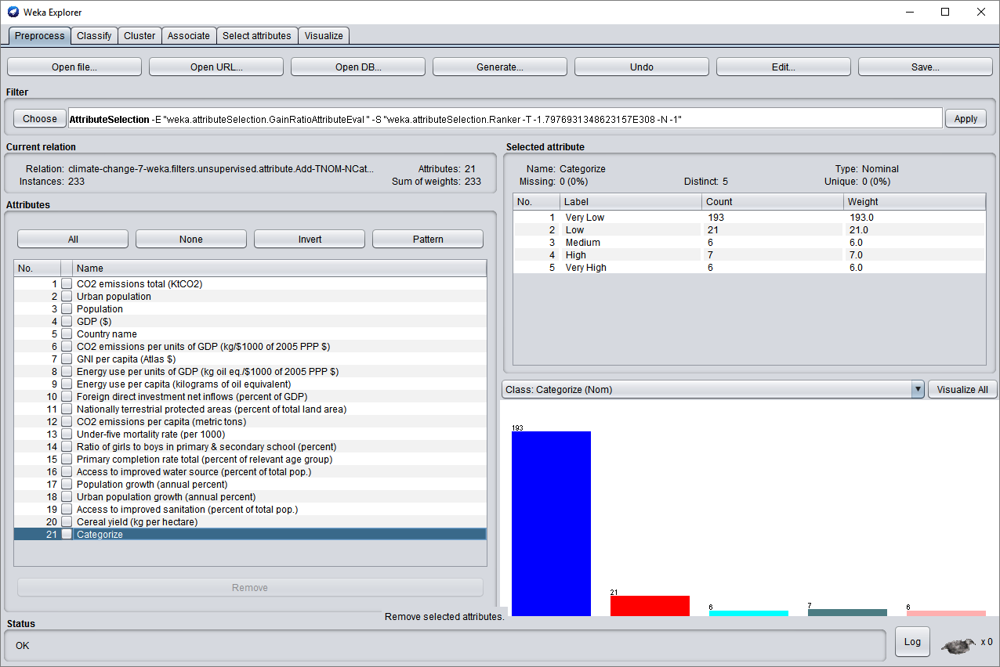 Weka Explorer
Preprocess Classify Cluster Associate Select attributes Visualize
Open file... Open URL... Open DB... Generate... Undo Edit... Save...
Filter
Choose AttributeSelection -E "weka.attributeSelection.GainRatioAttributeEval " -S "weka.attributeSelection.Ranker -T -1.7976931348623157E308 -N -1" Apply
Current relation
Relation: climate-change-7-weka.filters.unsupervised.attribute.Add-TNOM-NCat... Attributes: 21
Instances: 233 Sum of weights: 233
Attributes
All None Invert Pattern
No. Name
1 CO2 emissions total (KtCO2)
2 Urban population
3 Population
4 GDP ($)
5 Country name
6 CO2 emissions per units of GDP (kg/$1000 of 2005 PPP $)
7 GNI per capita (Atlas $)
8 Energy use per units of GDP (kg oil eq./$1000 of 2005 PPP $)
9 Energy use per capita (kilograms of oil equivalent)
10 Foreign direct investment net inflows (percent of GDP)
11 Nationally terrestrial protected areas (percent of total land area)
12 CO2 emissions per capita (metric tons)
13 Under-five mortality rate (per 1000)
14 Ratio of girls to boys in primary & secondary school (percent)
15 Primary completion rate total (percent of relevant age group)
16 Access to improved water source (percent of total pop.)
17 Population growth (annual percent)
18 Urban population growth (annual percent)
19 Access to improved sanitation (percent of total pop.)
20 Cereal yield (kg per hectare)
21 Categorize
Remove
Remove selected attributes.
Selected attribute
Name: Categorize Type: Nominal
Missing: 0 (0%) Distinct: 5 Unique: 0 (0%)
No. Label Count Weight
1 Very Low 193 193.0
2 Low 21 21.0
3 Medium 6 6.0
4 High 7 7.0
5 Very High 6 6.0
Class: Categorize (Nom) Visualize All
193
21
6
7
6
Status
OK Log x 0